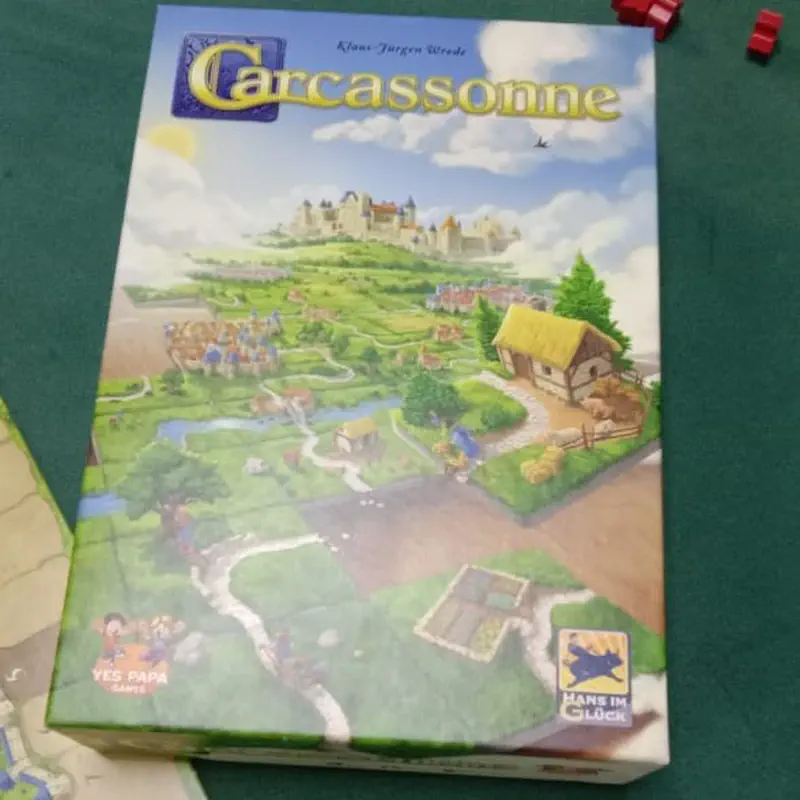 Klaus-Jürgen Wrede
Carcassonne
YES PAPA
GAMES
HANS IM
GLÜCK